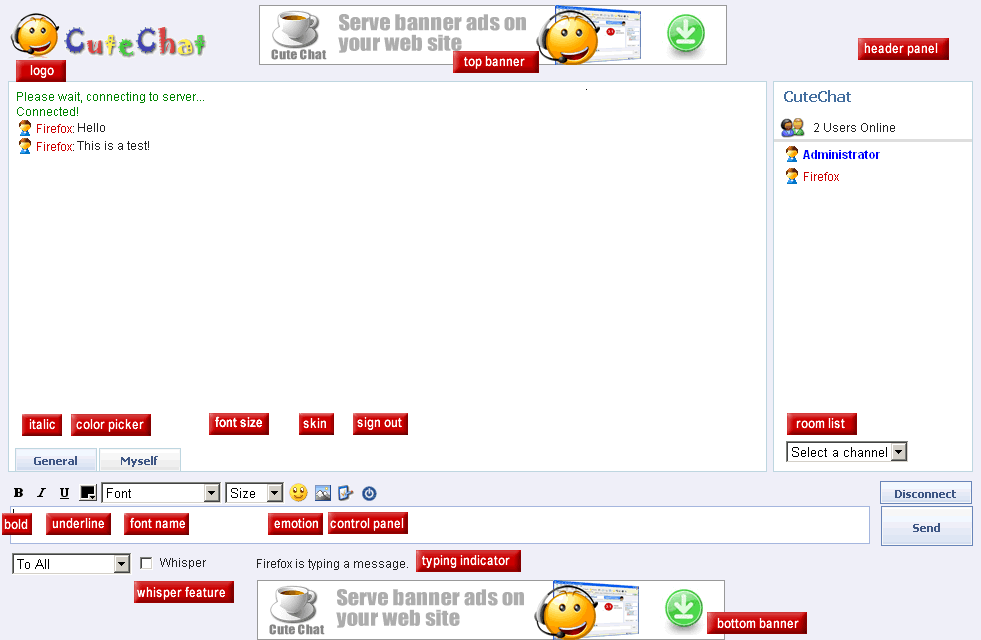 CuteChat
logo
Cute Chat
Serve banner ads on
your web site
top banner
header panel
Please wait, connecting to server...
Connected!
Firefox: Hello
Firefox: This is a test!
CuteChat
2 Users Online
Administrator
Firefox
italic
color picker
font size
skin
sign out
room list
Select a channel
General
Myself
B I U
Font
Size
Disconnect
bold
underline
font name
emotion
control panel
Send
To All
Whisper
Firefox is typing a message.
typing indicator
whisper feature
Cute Chat
Serve banner ads on
your web site
bottom banner